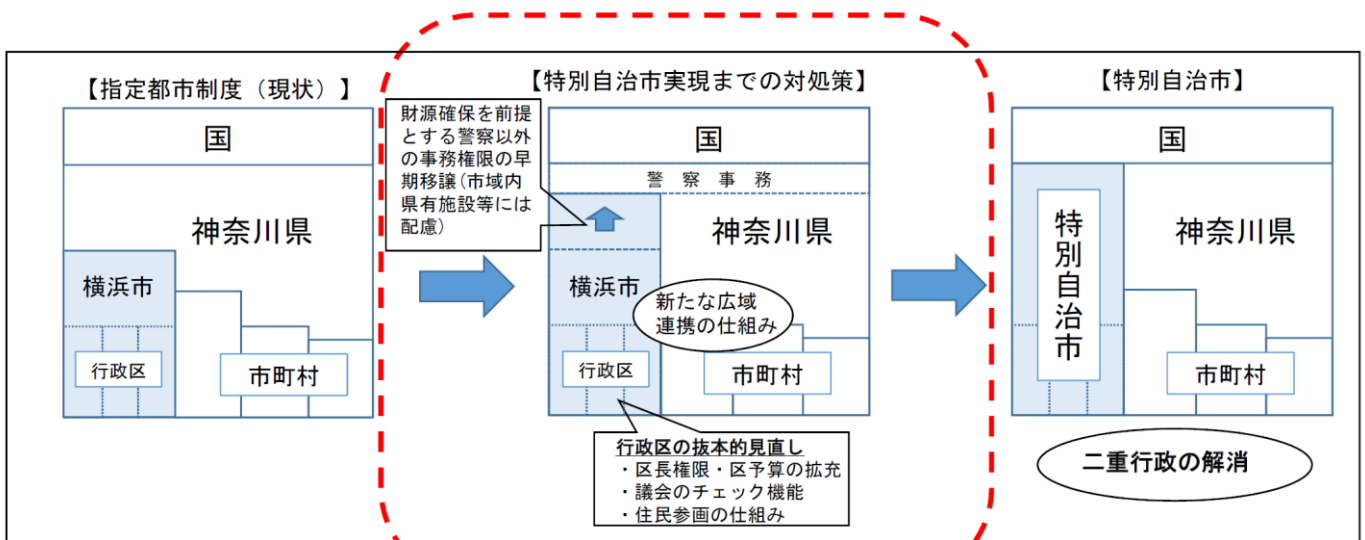 【指定都市制度（現状）】
国
神奈川県
横浜市
行政区
市町村
【特別自治市実現までの対処策】
財源確保を前提
とする警察以外
の事務権限の早
期移譲(市域内
県有施設等には
配慮)
国
警察事務
神奈川県
横浜市
新たな広域
連携の仕組み
行政区
市町村
行政区の抜本的見直し
・区長権限・区予算の拡充
・議会のチェック機能
・住民参画の仕組み
【特別自治市】
国
特別自治市
神奈川県
市町村
二重行政の解消